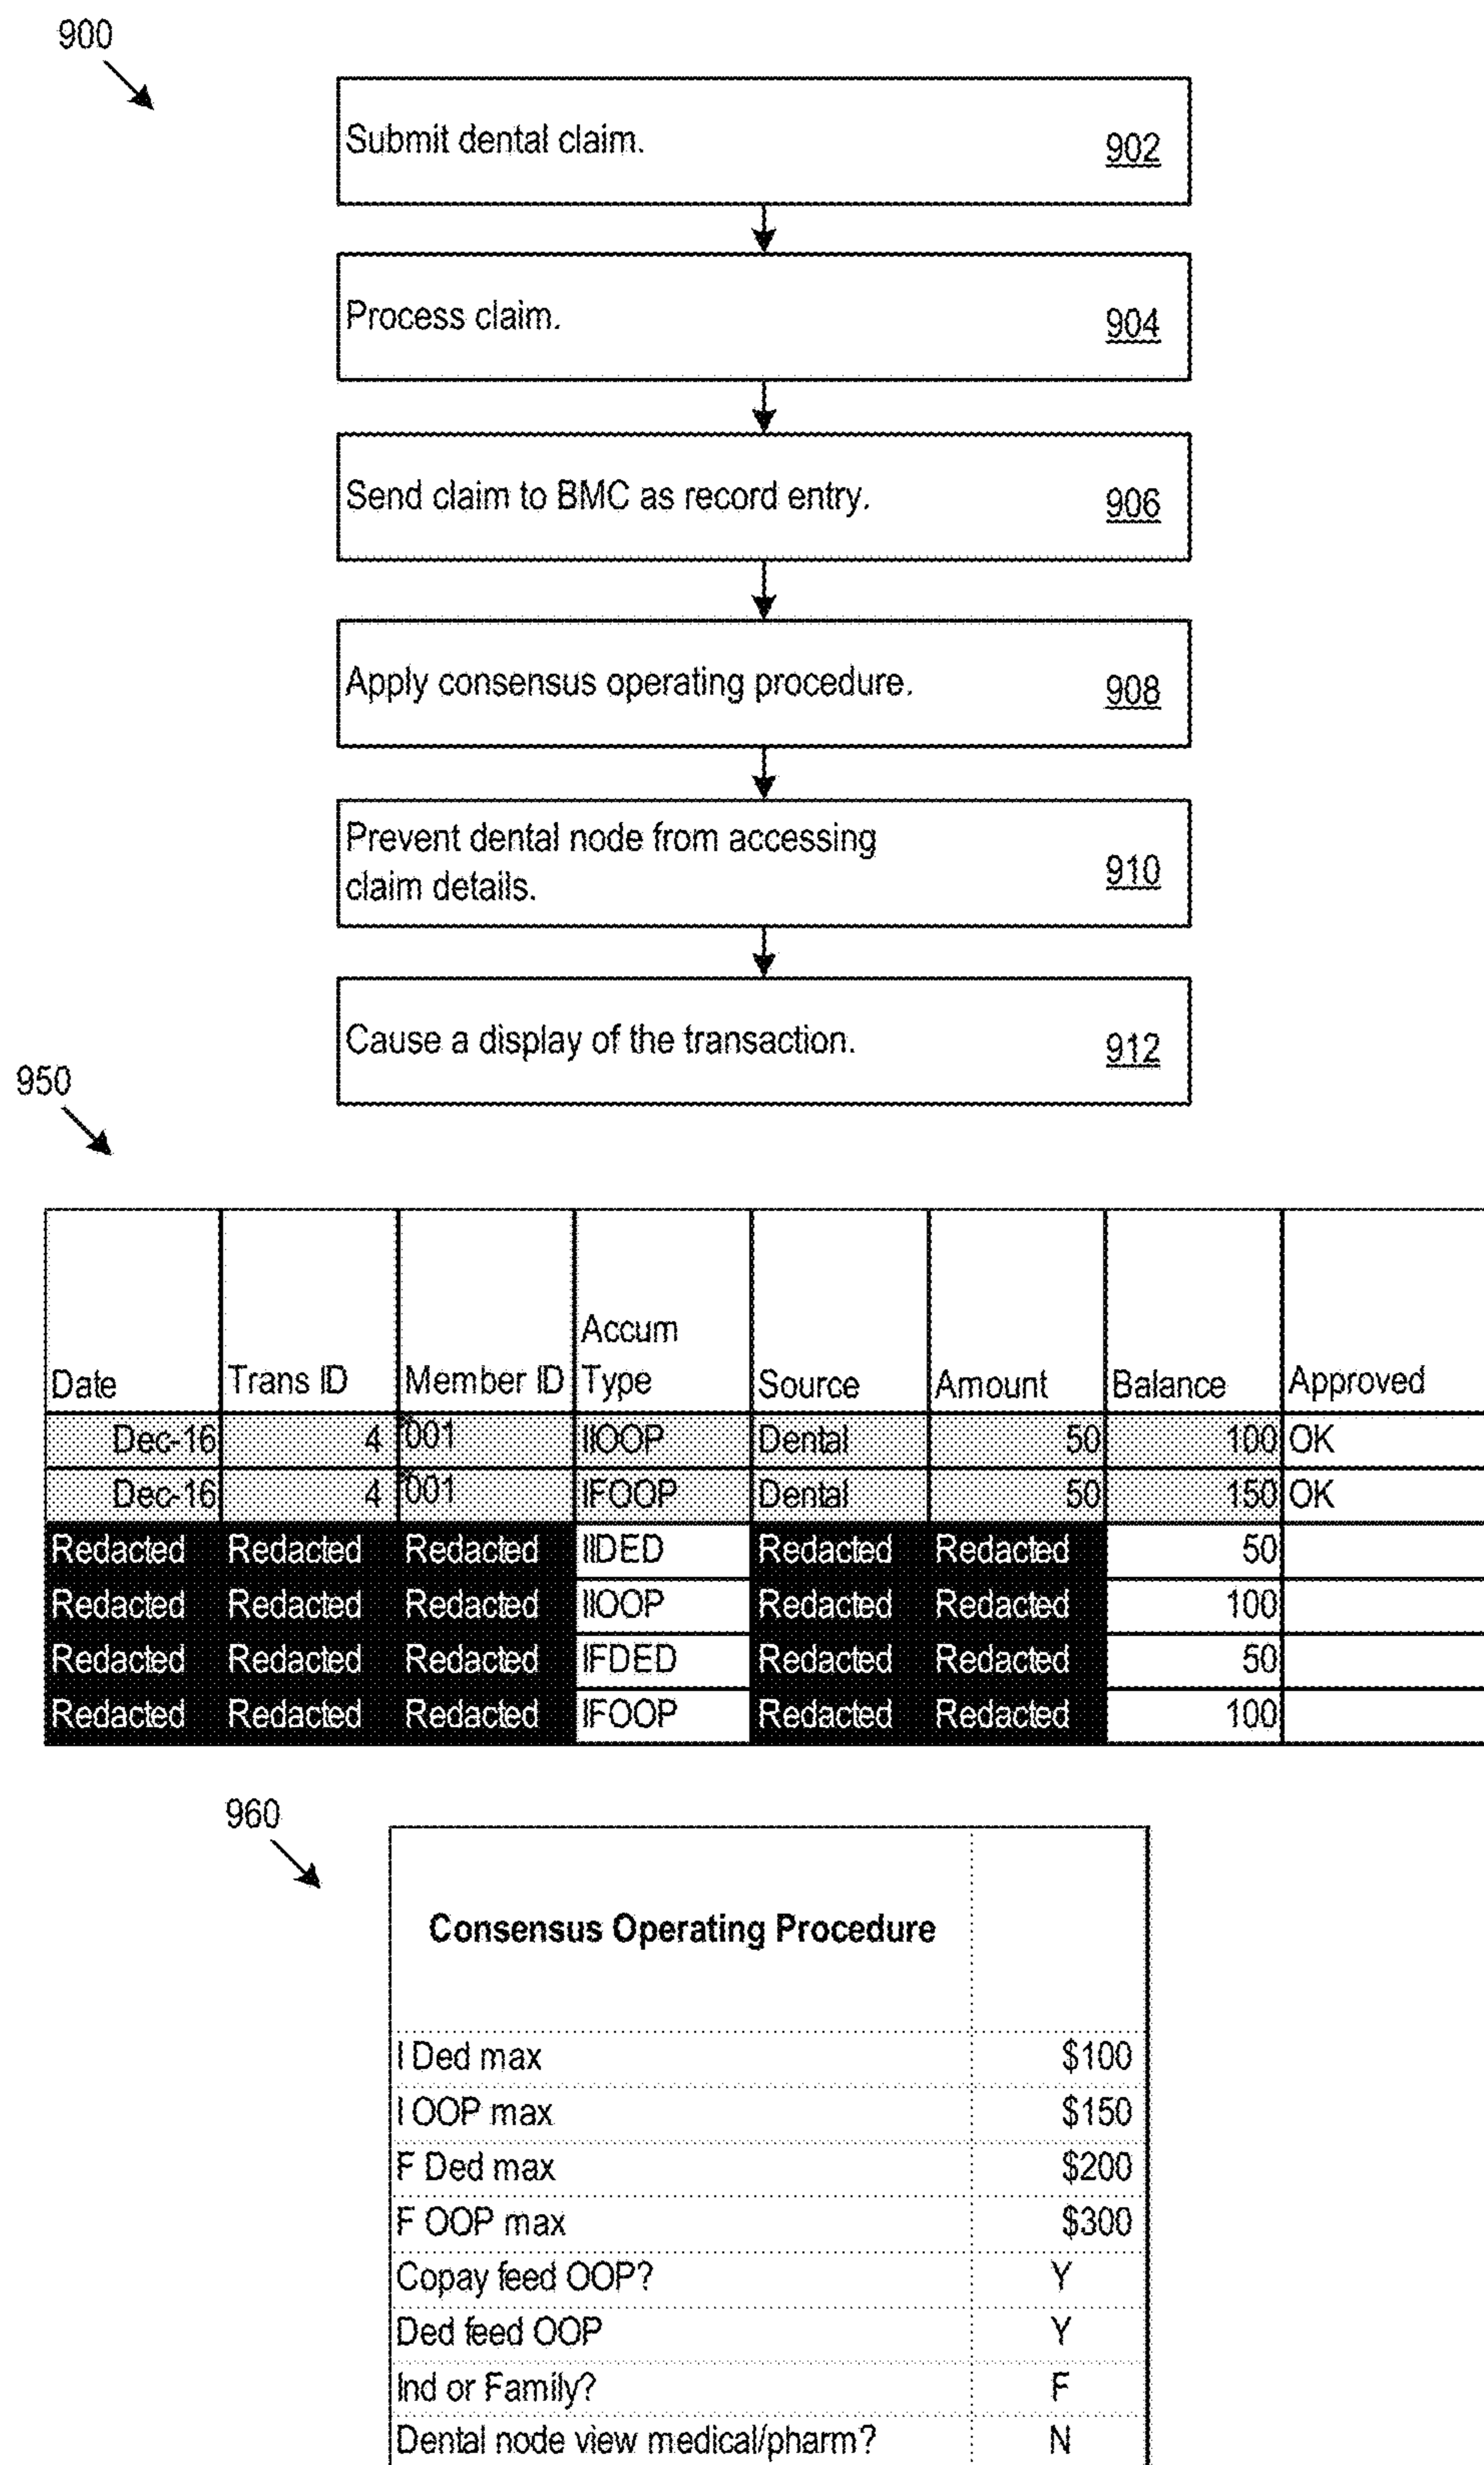 900
Submit dental claim. 902
Process claim. 904
Send claim to BMC as record entry. 906
Apply consensus operating procedure. 908
Prevent dental node from accessing
claim details. 910
Cause a display of the transaction. 912
950
Accum
Date Trans ID Member ID Type Source Amount Balance Approved
Dec-16 4 001 IIOOP Dental 50 100 OK
Dec-16 4 001 IFOOP Dental 50 150 OK
Redacted Redacted Redacted IIDED Redacted Redacted 50
Redacted Redacted Redacted IIOOP Redacted Redacted 100
Redacted Redacted Redacted IFDED Redacted Redacted 50
Redacted Redacted Redacted IFOOP Redacted Redacted 100
960
Consensus Operating Procedure
I Ded max $100
I OOP max $150
F Ded max $200
F OOP max $300
Copay feed OOP? Y
Ded feed OOP Y
Ind or Family? F
Dental node view medical/pharm? N